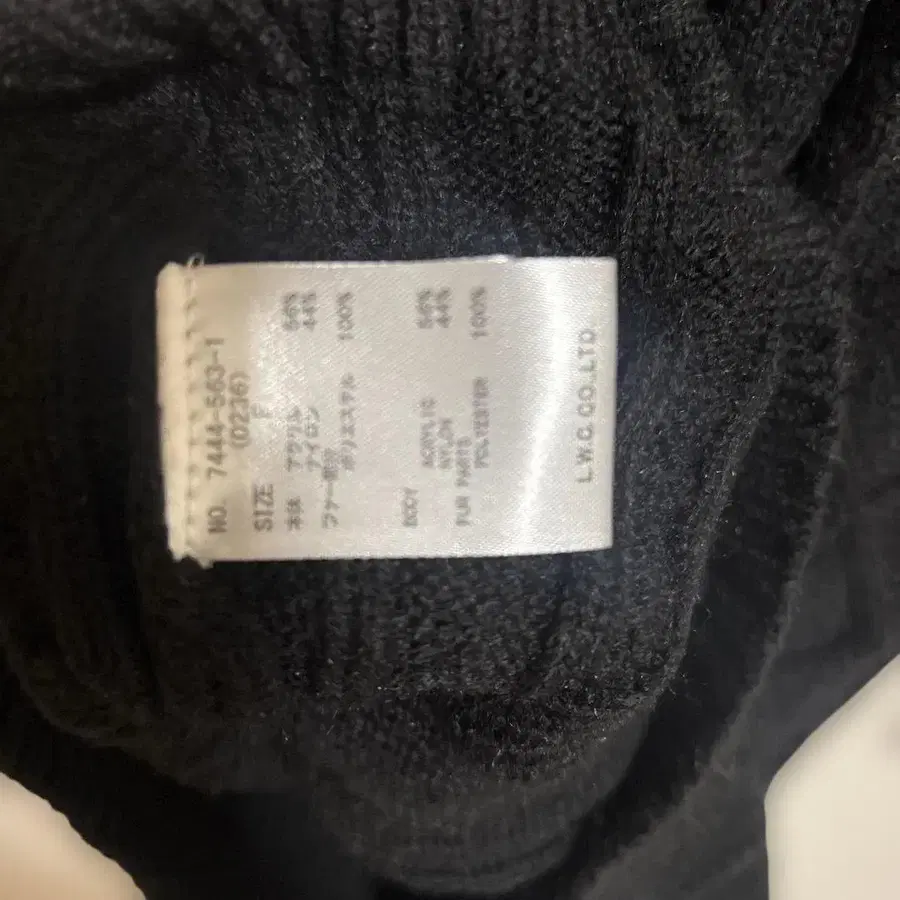 NO. 7444-563-1
(0236)
SIZE F
本体 アクリル 56%
ナイロン 44%
ファー部分
ポリエステル 100%
BODY
ACRYLIC 56%
NYLON 44%
FUR PARTS
POLYESTER 100%
L.W.C.CO.,LTD.